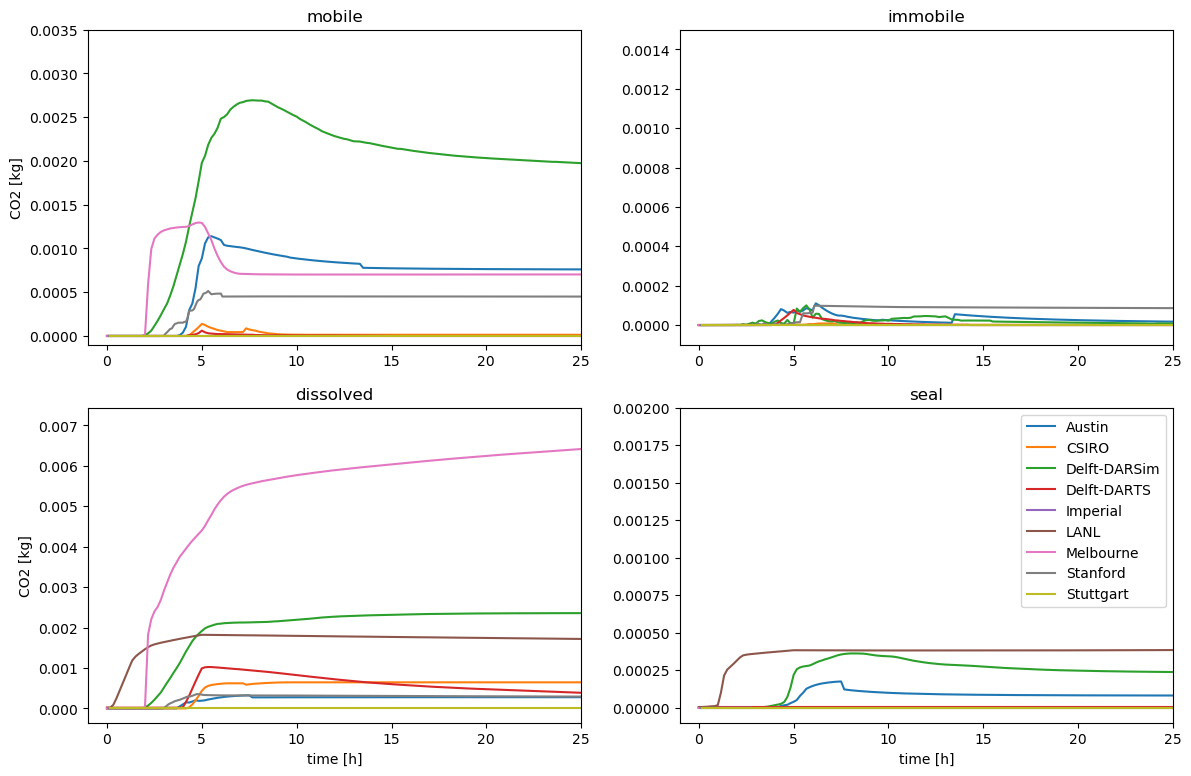 mobile
0.0035
0.0030
0.0025
0.0020
0.0015
0.0010
0.0005
0.0000
CO2 [kg]
0 5 10 15 20 25
immobile
0.0014
0.0012
0.0010
0.0008
0.0006
0.0004
0.0002
0.0000
0 5 10 15 20 25
dissolved
0.007
0.006
0.005
0.004
0.003
0.002
0.001
0.000
CO2 [kg]
0 5 10 15 20 25
time [h]
seal
0.00200
0.00175
0.00150
0.00125
0.00100
0.00075
0.00050
0.00025
0.00000
Austin
CSIRO
Delft-DARSim
Delft-DARTS
Imperial
LANL
Melbourne
Stanford
Stuttgart
0 5 10 15 20 25
time [h]